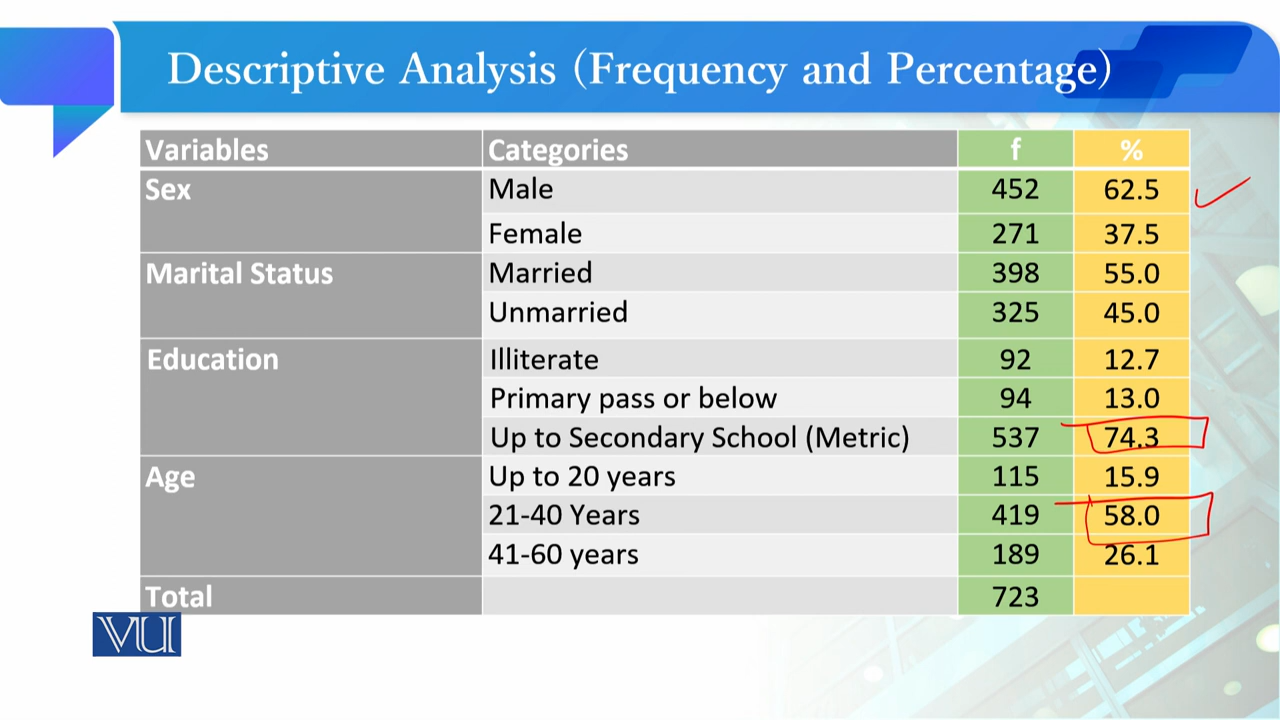 Descriptive Analysis (Frequency and Percentage)
Variables Categories f %
Sex Male 452 62.5
Female 271 37.5
Marital Status Married 398 55.0
Unmarried 325 45.0
Education Illiterate 92 12.7
Primary pass or below 94 13.0
Up to Secondary School (Metric) 537 74.3
Age Up to 20 years 115 15.9
21-40 Years 419 58.0
41-60 years 189 26.1
Total 723
VU